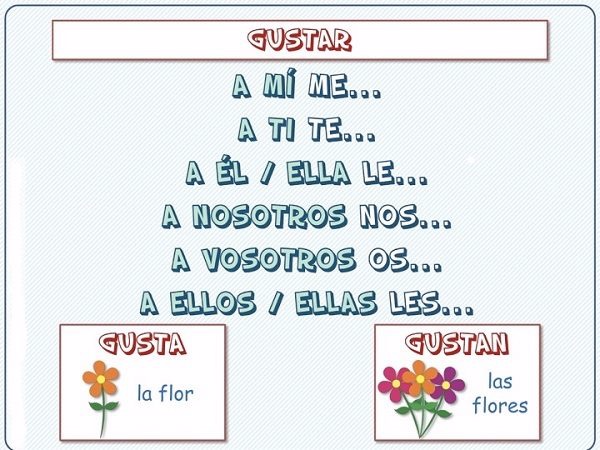 GUSTAR
A MÍ ME...
A TI TE...
A ÉL / ELLA LE...
A NOSOTROS NOS...
A VOSOTROS OS...
A ELLOS / ELLAS LES...
GUSTA
la flor
GUSTAN
las
flores